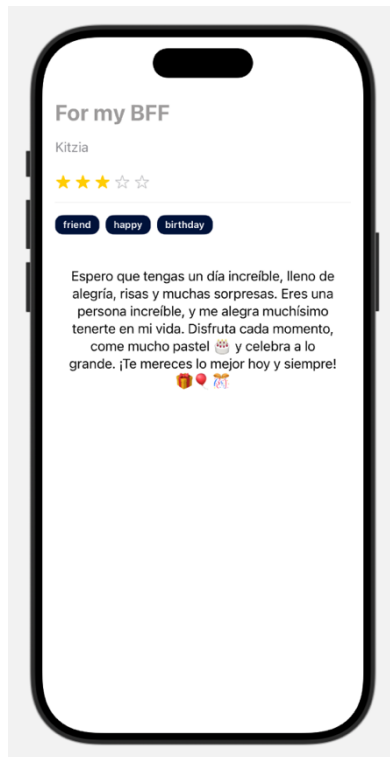 For my BFF
Kitzia
★★★☆☆
friend happy birthday
Espero que tengas un día increíble, lleno de
alegría, risas y muchas sorpresas. Eres una
persona increíble, y me alegra muchísimo
tenerte en mi vida. Disfruta cada momento,
come mucho pastel 🎂 y celebra a lo
grande. ¡Te mereces lo mejor hoy y siempre!
🎁🎈🎊